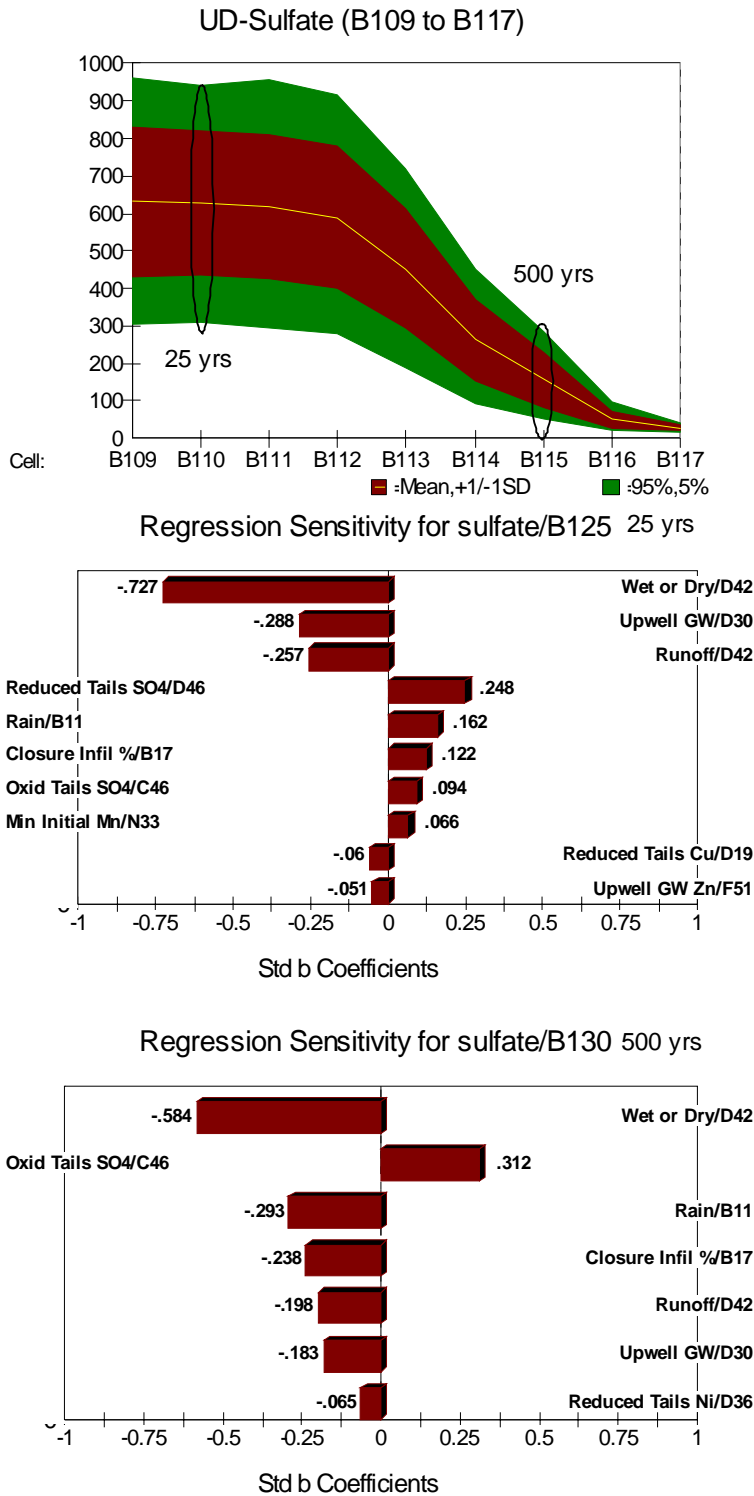 UD-Sulfate (B109 to B117)
1000
900
800
700
600
500
400
300
200
100
0
500 yrs
25 yrs
Cell: B109 B110 B111 B112 B113 B114 B115 B116 B117
=Mean,+1/-1SD =95%,5%
Regression Sensitivity for sulfate/B125 25 yrs
-.727 Wet or Dry/D42
-.288 Upwell GW/D30
-.257 Runoff/D42
Reduced Tails SO4/D46 .248
Rain/B11 .162
Closure Infil %/B17 .122
Oxid Tails SO4/C46 .094
Min Initial Mn/N33 .066
-.06 Reduced Tails Cu/D19
-.051 Upwell GW Zn/F51
-1 -0.75 -0.5 -0.25 0 0.25 0.5 0.75 1
Std b Coefficients
Regression Sensitivity for sulfate/B130 500 yrs
-.584 Wet or Dry/D42
Oxid Tails SO4/C46 .312
-.293 Rain/B11
-.238 Closure Infil %/B17
-.198 Runoff/D42
-.183 Upwell GW/D30
-.065 Reduced Tails Ni/D36
-1 -0.75 -0.5 -0.25 0 0.25 0.5 0.75 1
Std b Coefficients